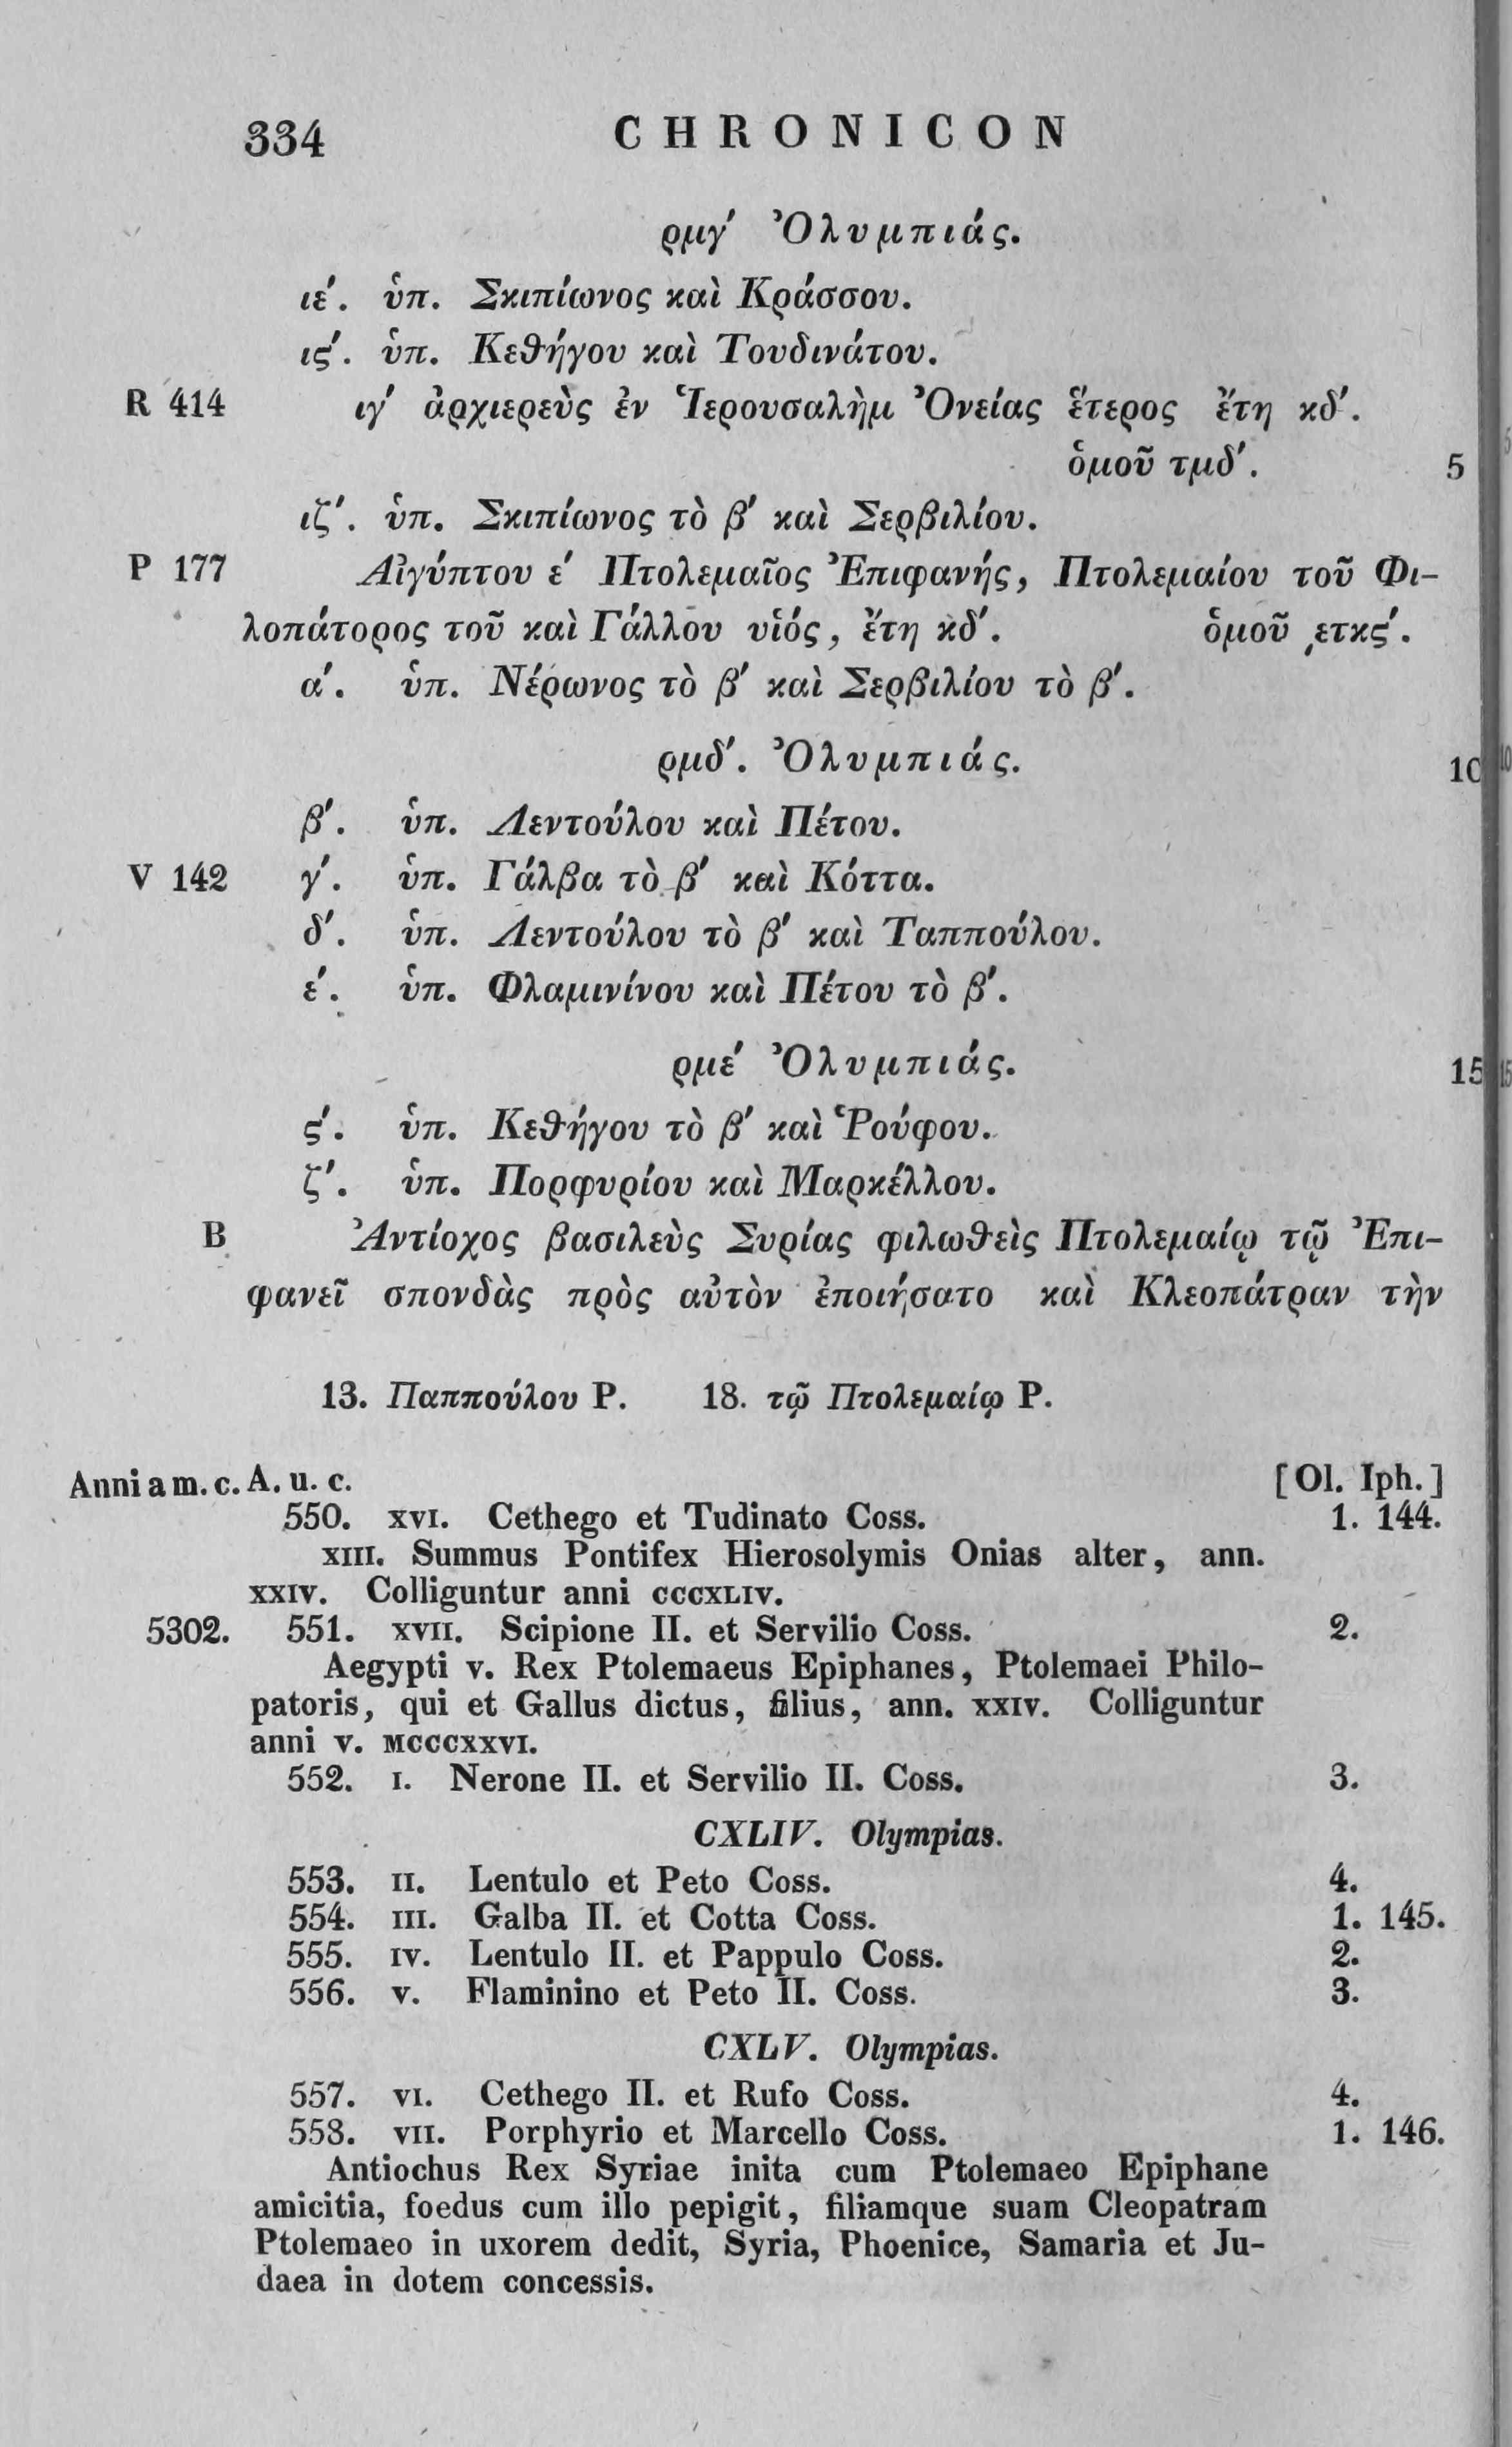 334 CHRONICON
ρμγ′ Ὀλυμπιάς.
ιε′. ὑπ. Σκιπίωνος καὶ Κράσσου.
ιϛ′. ὑπ. Κεθήγου καὶ Τουδινάτου.
R 414 ιγ′ ἀρχιερεὺς ἐν Ἱερουσαλὴμ Ὀνείας ἕτερος ἔτη κδ′.
ὁμοῦ τμδ′. 5
ιζ′. ὑπ. Σκιπίωνος τὸ β′ καὶ Σερβιλίου.
P 177 Αἰγύπτου ε′ Πτολεμαῖος Ἐπιφανής, Πτολεμαίου τοῦ Φι-
λοπάτορος τοῦ καὶ Γάλλου υἱός, ἔτη κδ′. ὁμοῦ ͵ετκϛ′.
α′. ὑπ. Νέρωνος τὸ β′ καὶ Σερβιλίου τὸ β′.
ρμδ′. Ὀλυμπιάς. 10
β′. ὑπ. Λεντούλου καὶ Πέτου.
V 142 γ′. ὑπ. Γάλβα τὸ β′ καὶ Κόττα.
δ′. ὑπ. Λεντούλου τὸ β′ καὶ Ταππούλου.
ε′. ὑπ. Φλαμινίνου καὶ Πέτου τὸ β′.
ρμε′ Ὀλυμπιάς. 15
ϛ′. ὑπ. Κεθήγου τὸ β′ καὶ Ῥούφου.
ζ′. ὑπ. Πορφυρίου καὶ Μαρκέλλου.
B Ἀντίοχος βασιλεὺς Συρίας φιλωθεὶς Πτολεμαίῳ τῷ Ἐπι-
φανεῖ σπονδὰς πρὸς αὐτὸν ἐποιήσατο καὶ Κλεοπάτραν τὴν
13. Παππούλου P. 18. τῷ Πτολεμαίῳ P.
Anni a m. c. A. u. c. [Ol. Iph.]
550. XVI. Cethego et Tudinato Coss. 1. 144.
XIII. Summus Pontifex Hierosolymis Onias alter, ann.
XXIV. Colliguntur anni CCCXLIV.
5302. 551. XVII. Scipione II. et Servilio Coss. 2.
Aegypti V. Rex Ptolemaeus Epiphanes, Ptolemaei Philo-
patoris, qui et Gallus dictus, filius, ann. XXIV. Colliguntur
anni V. MCCCXXVI.
552. I. Nerone II. et Servilio II. Coss. 3.
CXLIV. Olympias.
553. II. Lentulo et Peto Coss. 4.
554. III. Galba II. et Cotta Coss. 1. 145.
555. IV. Lentulo II. et Pappulo Coss. 2.
556. V. Flaminino et Peto II. Coss. 3.
CXLV. Olympias.
557. VI. Cethego II. et Rufo Coss. 4.
558. VII. Porphyrio et Marcello Coss. 1. 146.
Antiochus Rex Syriae inita cum Ptolemaeo Epiphane
amicitia, foedus cum illo pepigit, filiamque suam Cleopatram
Ptolemaeo in uxorem dedit, Syria, Phoenice, Samaria et Ju-
daea in dotem concessis.